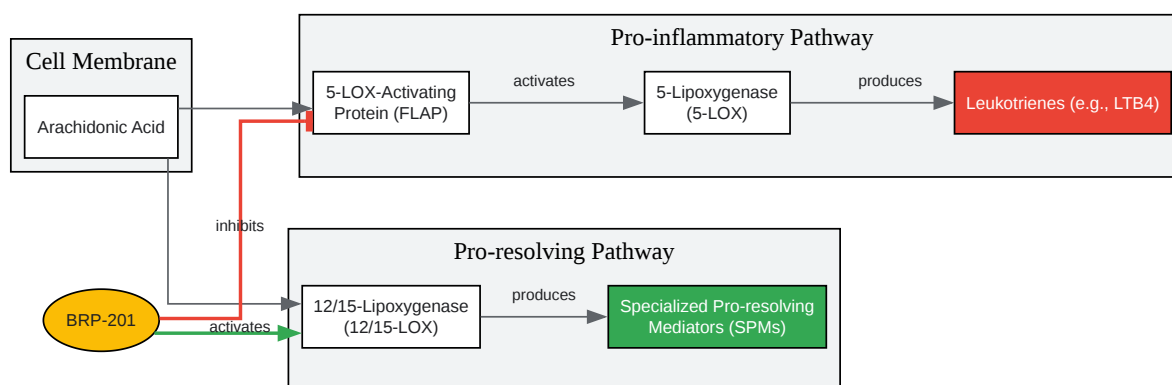 Pro-inflammatory Pathway
Cell Membrane
Arachidonic Acid
5-LOX-Activating
Protein (FLAP)
activates
5-Lipoxygenase
(5-LOX)
produces
Leukotrienes (e.g., LTB4)
inhibits
Pro-resolving Pathway
BRP-201
activates
12/15-Lipoxygenase
(12/15-LOX)
produces
Specialized Pro-resolving
Mediators (SPMs)